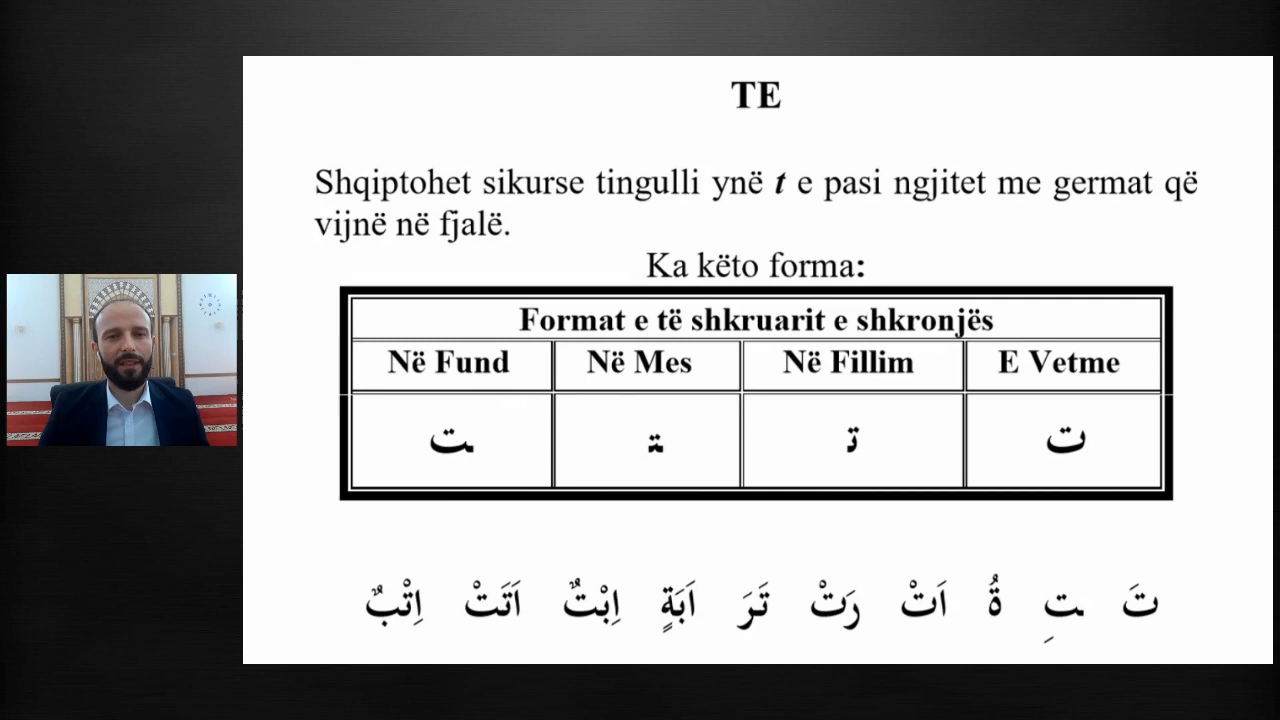 TE
Shqiptohet sikurse tingulli ynë t e pasi ngjitet me germat që
vijnë në fjalë.
Ka këto forma:
Format e të shkruarit e shkronjës
Në Fund Në Mes Në Fillim E Vetme
ـت ـتـ تـ ت
تَ ـتِ ةُ اَتْ رَتْ تَرَ اَبَةٍ اِبْتٌ اَتَتْ اِتْبٌ